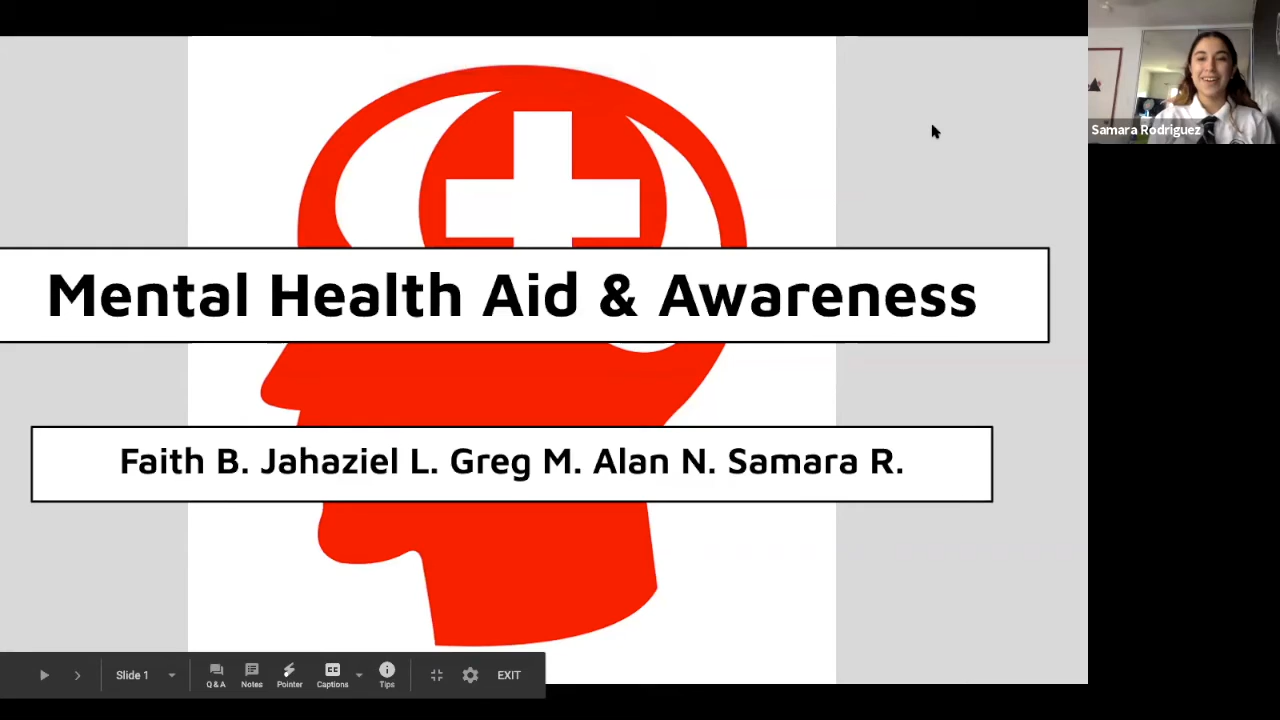 Samara Rodriguez
Mental Health Aid & Awareness
Faith B. Jahaziel L. Greg M. Alan N. Samara R.
Slide 1
Q & A
Notes
Pointer
Captions
Tips
EXIT